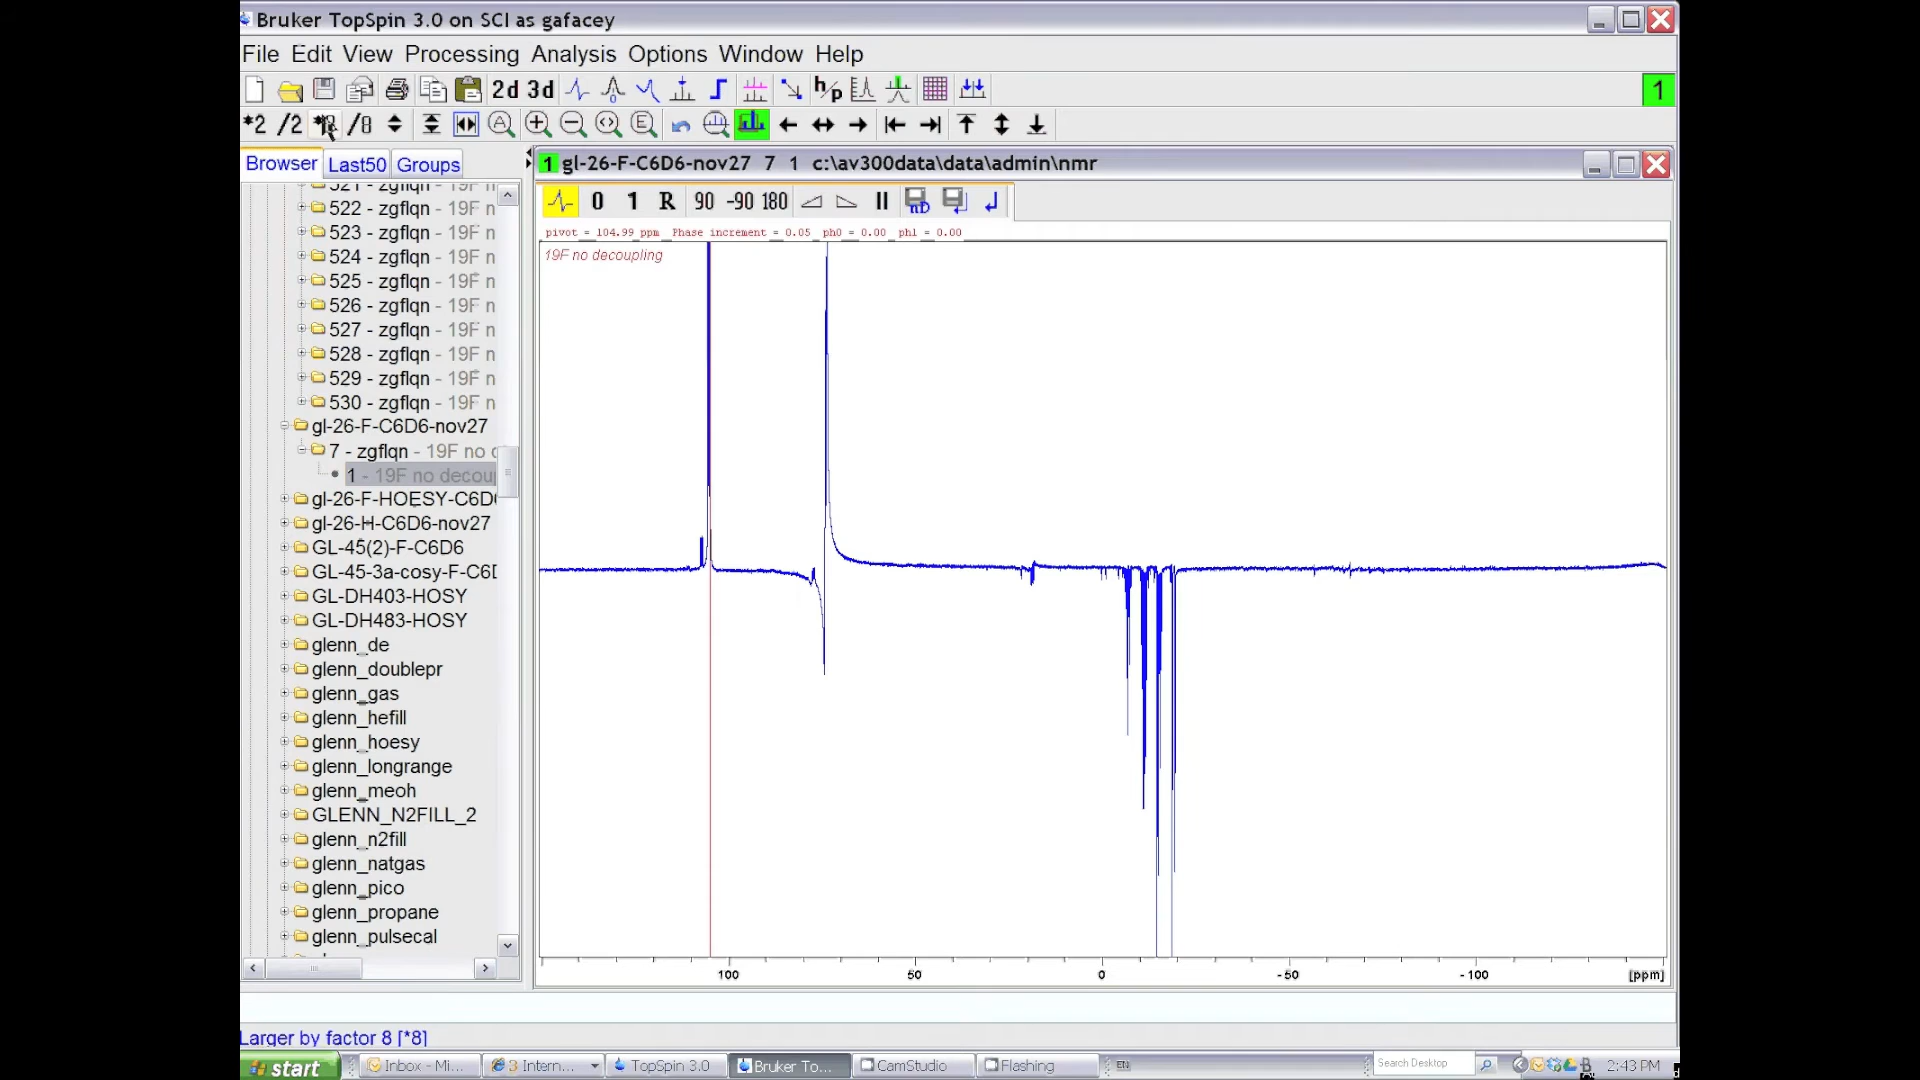 Bruker TopSpin 3.0 on SCI as gafacey
File Edit View Processing Analysis Options Window Help
2d 3d h/p 1
*2 /2 /8
Browser Last50 Groups
1 gl-26-F-C6D6-nov27 7 1 c:\av300data\data\admin\nmr
0 1 R 90 -90 180 nD
pivot = 104.99 ppm Phase increment = 0.05 ph0 = 0.00 ph1 = 0.00
19F no decoupling
521 - zgflqn - 19F n
522 - zgflqn - 19F n
523 - zgflqn - 19F n
524 - zgflqn - 19F n
525 - zgflqn - 19F n
526 - zgflqn - 19F n
527 - zgflqn - 19F n
528 - zgflqn - 19F n
529 - zgflqn - 19F n
530 - zgflqn - 19F n
gl-26-F-C6D6-nov27
7 - zgflqn - 19F no
1 - 19F no decou
gl-26-F-HOESY-C6D
gl-26-H-C6D6-nov27
GL-45(2)-F-C6D6
GL-45-3a-cosy-F-C6
GL-DH403-HOSY
GL-DH483-HOSY
glenn_de
glenn_doublepr
glenn_gas
glenn_hefill
glenn_hoesy
glenn_longrange
glenn_meoh
GLENN_N2FILL_2
glenn_n2fill
glenn_natgas
glenn_pico
glenn_propane
glenn_pulsecal
100 50 0 -50 -100 [ppm]
Larger by factor 8 [*8]
start Inbox - Mi... 3 Intern... TopSpin 3.0 Bruker To... CamStudio Flashing EN Search Desktop 2:43 PM